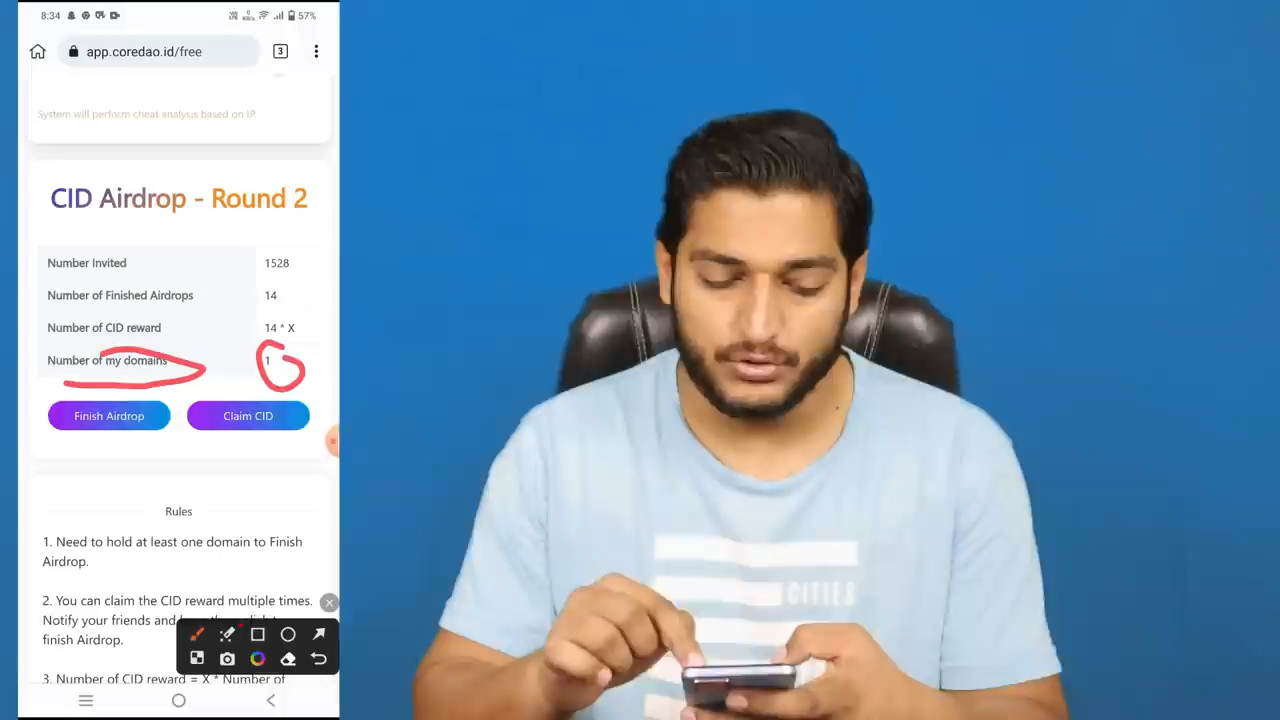 8:34
57%
app.coredao.id/free
3
System will perform cheat analysis based on IP.
CID Airdrop - Round 2
Number Invited 1528
Number of Finished Airdrops 14
Number of CID reward 14 * X
Number of my domains 1
Finish Airdrop Claim CID
Rules
1. Need to hold at least one domain to Finish
Airdrop.
2. You can claim the CID reward multiple times.
Notify your friends and
finish Airdrop.
3. Number of CID reward = X * Number of
CITIES